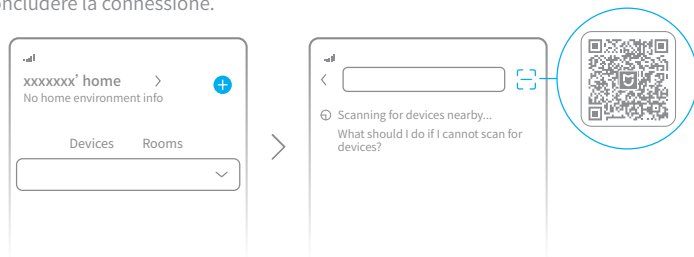 concludere la connessione.
xxxxxxx’ home
No home environment info
Devices Rooms
Scanning for devices nearby...
What should I do if I cannot scan for
devices?